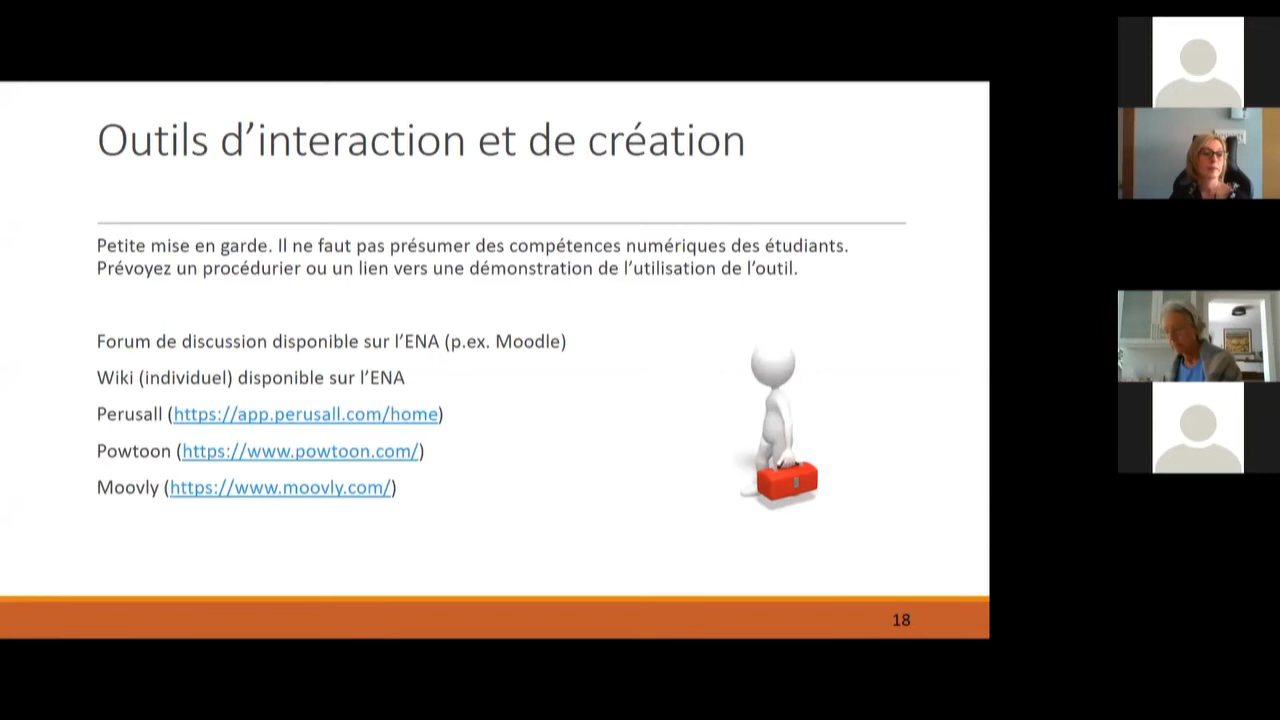 Outils d’interaction et de création
Petite mise en garde. Il ne faut pas présumer des compétences numériques des étudiants.
Prévoyez un procédurier ou un lien vers une démonstration de l’utilisation de l’outil.
Forum de discussion disponible sur l’ENA (p.ex. Moodle)
Wiki (individuel) disponible sur l’ENA
Perusall (https://app.perusall.com/home)
Powtoon (https://www.powtoon.com/)
Moovly (https://www.moovly.com/)
18